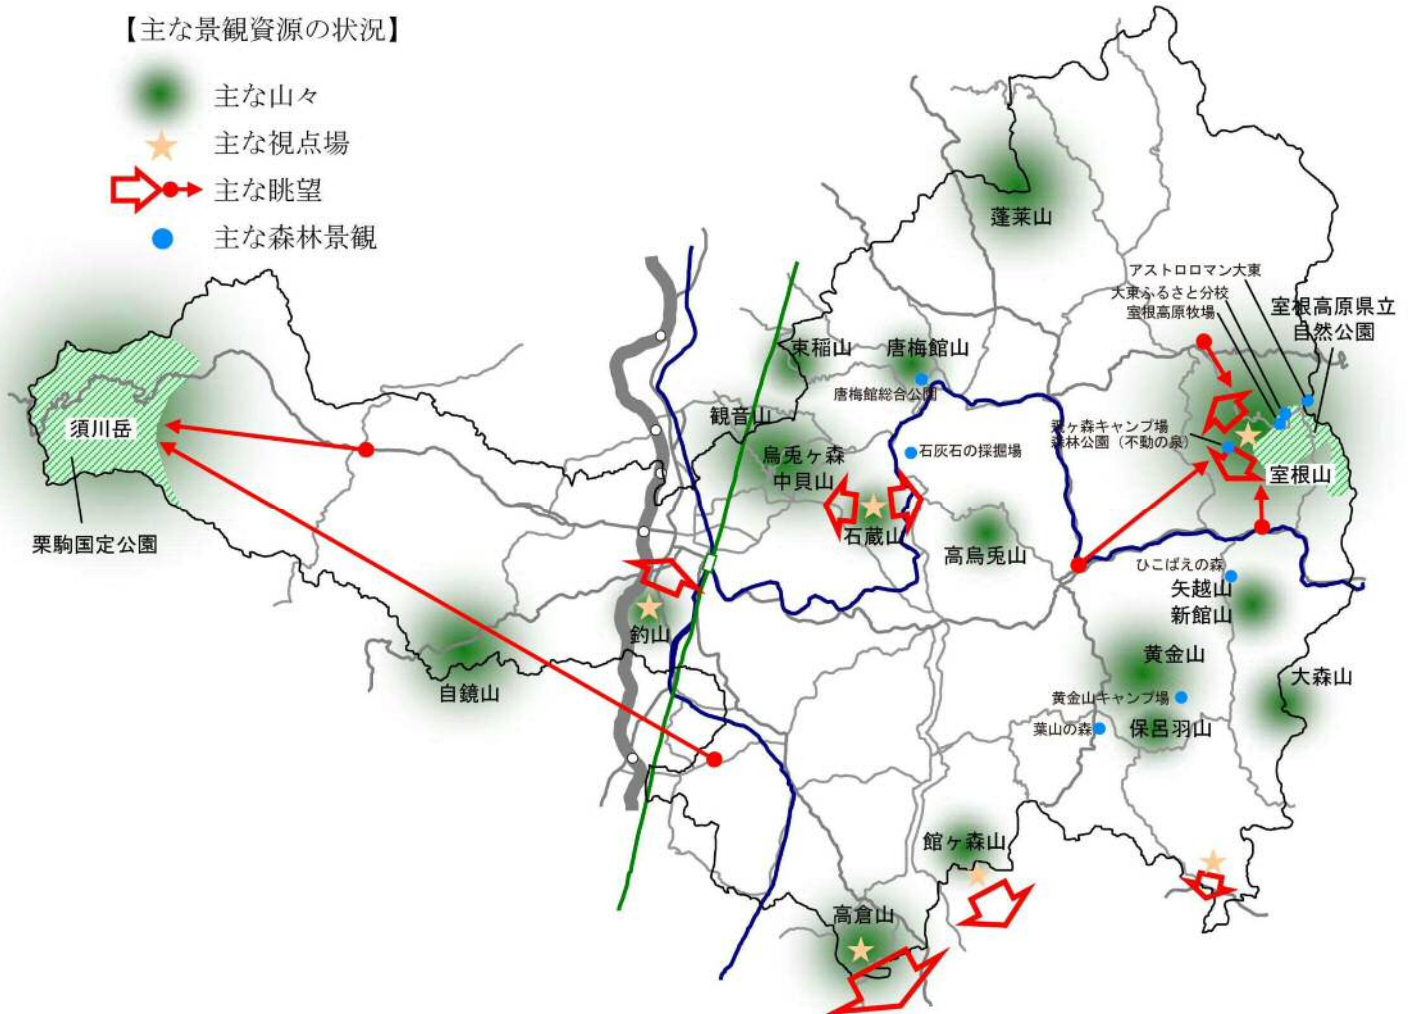 【主な景観資源の状況】
主な山々
主な視点場
主な眺望
主な森林景観
蓬莱山
アストロロマン大東
大東ふるさと分校
室根高原牧場
室根高原県立
自然公園
束稲山
唐梅館山
唐梅館総合公園
観音山
須川岳
烏兎ヶ森
中貝山
石灰石の採掘場
キャンプ場
森林公園（不動の泉）
室根山
栗駒国定公園
石蔵山
高烏兎山
ひこばえの森
矢越山
新館山
釣山
自鏡山
黄金山
大森山
黄金山キャンプ場
葉山の森
保呂羽山
館ヶ森山
高倉山